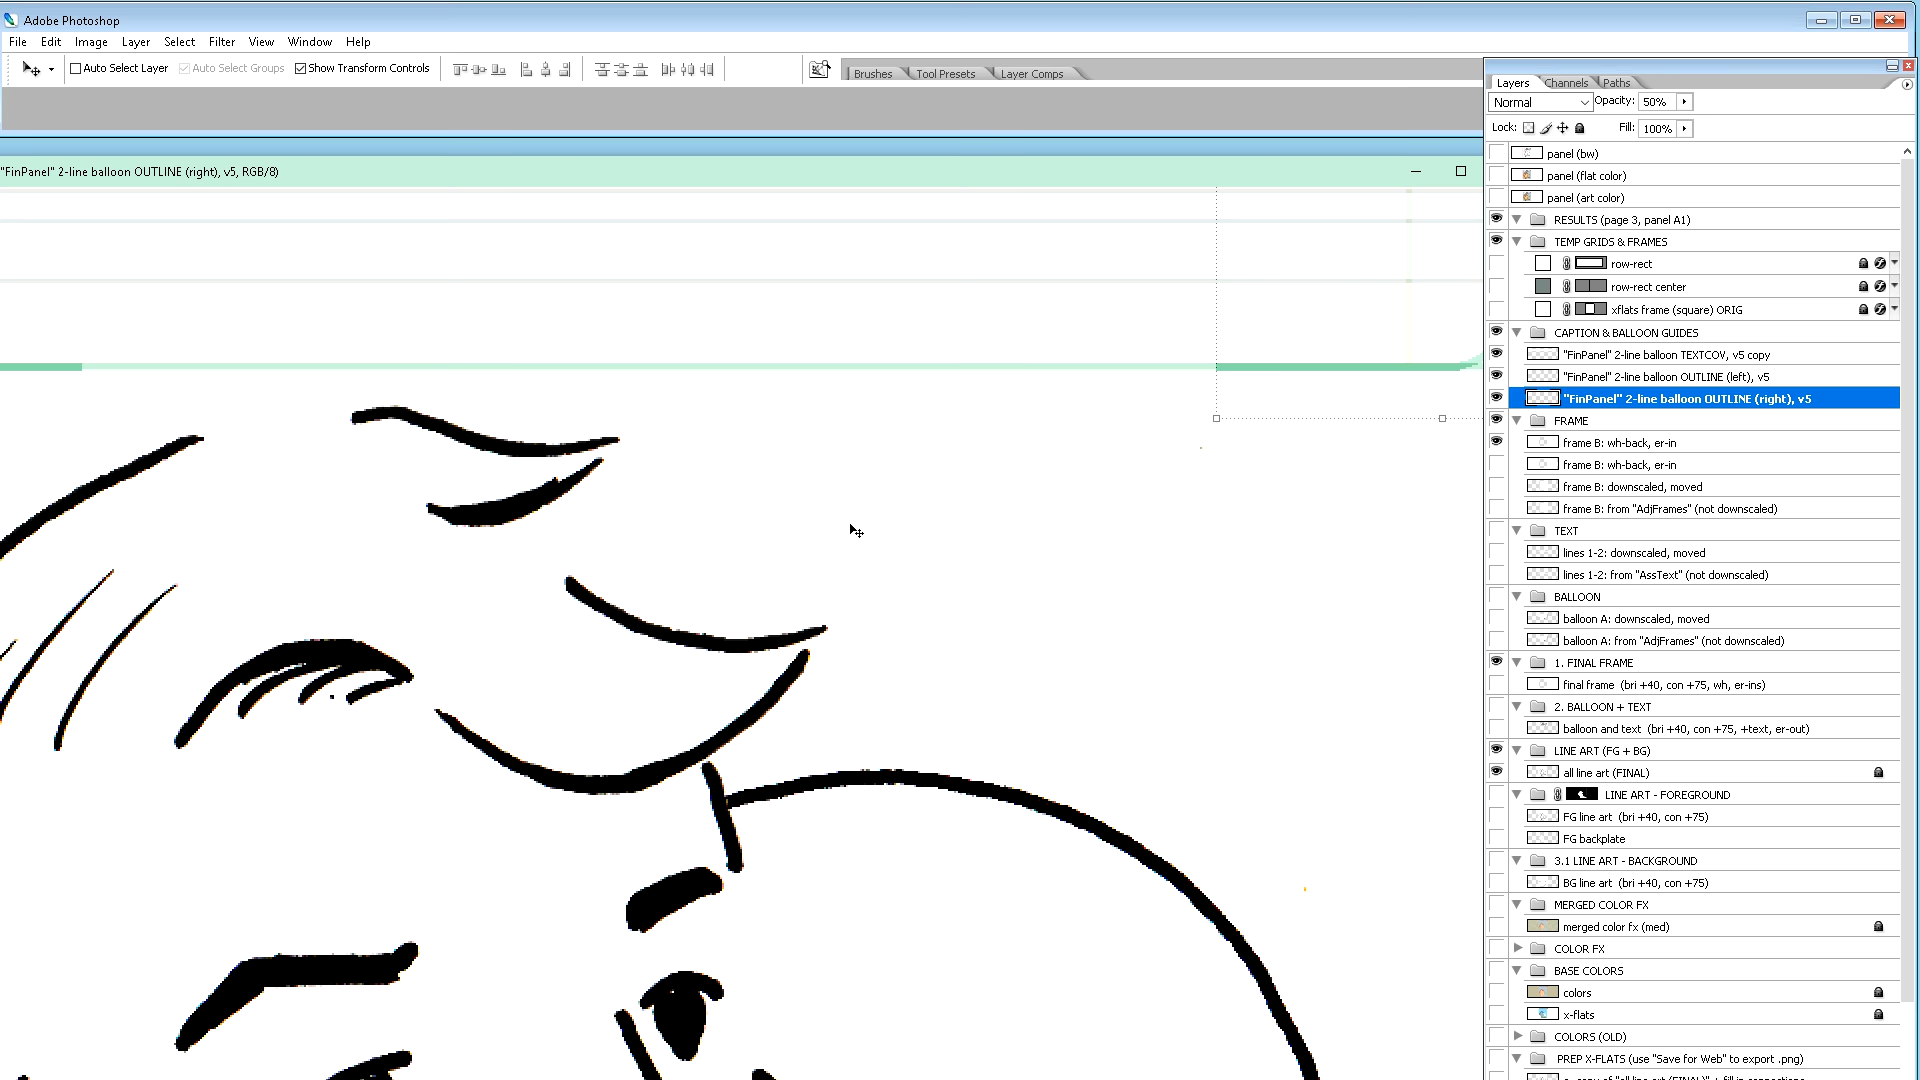 Adobe Photoshop
File Edit Image Layer Select Filter View Window Help
Auto Select Layer Auto Select Groups Show Transform Controls
Brushes Tool Presets Layer Comps
"FinPanel" 2-line balloon OUTLINE (right), v5, RGB/8)
Layers Channels Paths
Normal Opacity: 50%
Lock: Fill: 100%
panel (bw)
panel (flat color)
panel (art color)
RESULTS (page 3, panel A1)
TEMP GRIDS & FRAMES
row-rect
row-rect center
xflats frame (square) ORIG
CAPTION & BALLOON GUIDES
"FinPanel" 2-line balloon TEXTCOV, v5 copy
"FinPanel" 2-line balloon OUTLINE (left), v5
"FinPanel" 2-line balloon OUTLINE (right), v5
FRAME
frame B: wh-back, er-in
frame B: wh-back, er-in
frame B: downscaled, moved
frame B: from "AdjFrames" (not downscaled)
TEXT
lines 1-2: downscaled, moved
lines 1-2: from "AssText" (not downscaled)
BALLOON
balloon A: downscaled, moved
balloon A: from "AdjFrames" (not downscaled)
1. FINAL FRAME
final frame (bri +40, con +75, wh, er-ins)
2. BALLOON + TEXT
balloon and text (bri +40, con +75, +text, er-out)
LINE ART (FG + BG)
all line art (FINAL)
LINE ART - FOREGROUND
FG line art (bri +40, con +75)
FG backplate
3.1 LINE ART - BACKGROUND
BG line art (bri +40, con +75)
MERGED COLOR FX
merged color fx (med)
COLOR FX
BASE COLORS
colors
x-flats
COLORS (OLD)
PREP X-FLATS (use "Save for Web" to export .png)